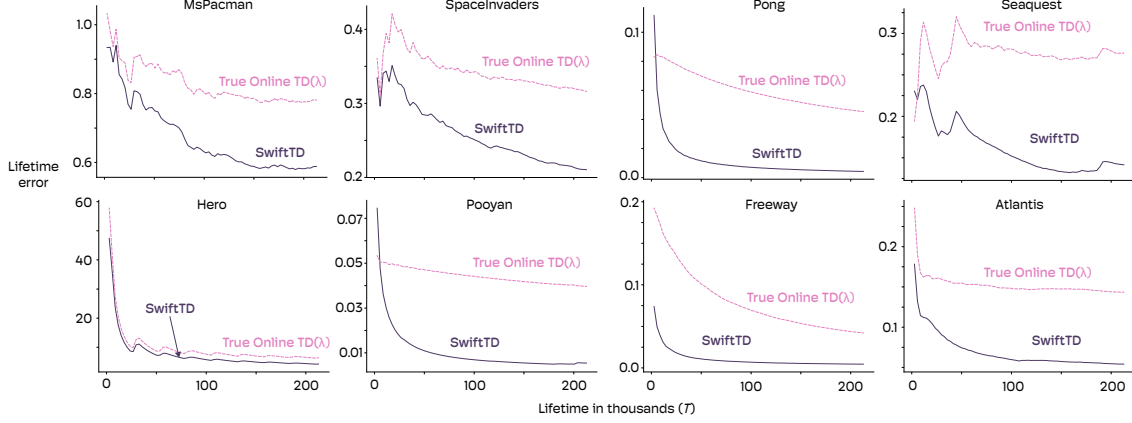 MsPacman
SpaceInvaders
Pong
Seaquest
1.0
0.8
0.6
True Online TD(λ)
SwiftTD
0.4
0.3
0.2
True Online TD(λ)
SwiftTD
0.1
0.0
True Online TD(λ)
SwiftTD
0.3
0.2
True Online TD(λ)
SwiftTD
Lifetime
error
Hero
Pooyan
Freeway
Atlantis
60
40
20
SwiftTD
True Online TD(λ)
0 100 200
0.07
0.05
0.03
0.01
True Online TD(λ)
SwiftTD
0 100 200
0.2
0.1
0.0
True Online TD(λ)
SwiftTD
0 100 200
0.2
0.1
True Online TD(λ)
SwiftTD
0 100 200
Lifetime in thousands (T)